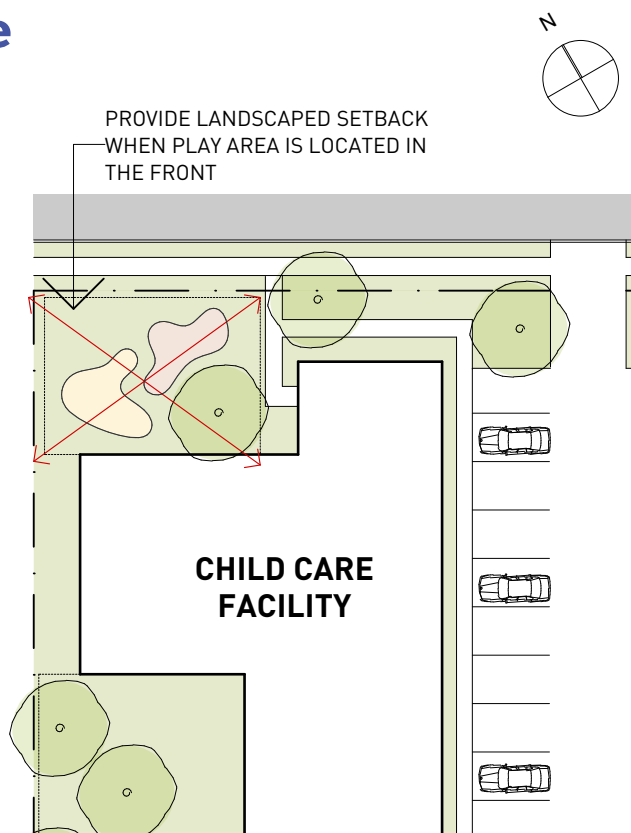 e
N
PROVIDE LANDSCAPED SETBACK
WHEN PLAY AREA IS LOCATED IN
THE FRONT
CHILD CARE
FACILITY